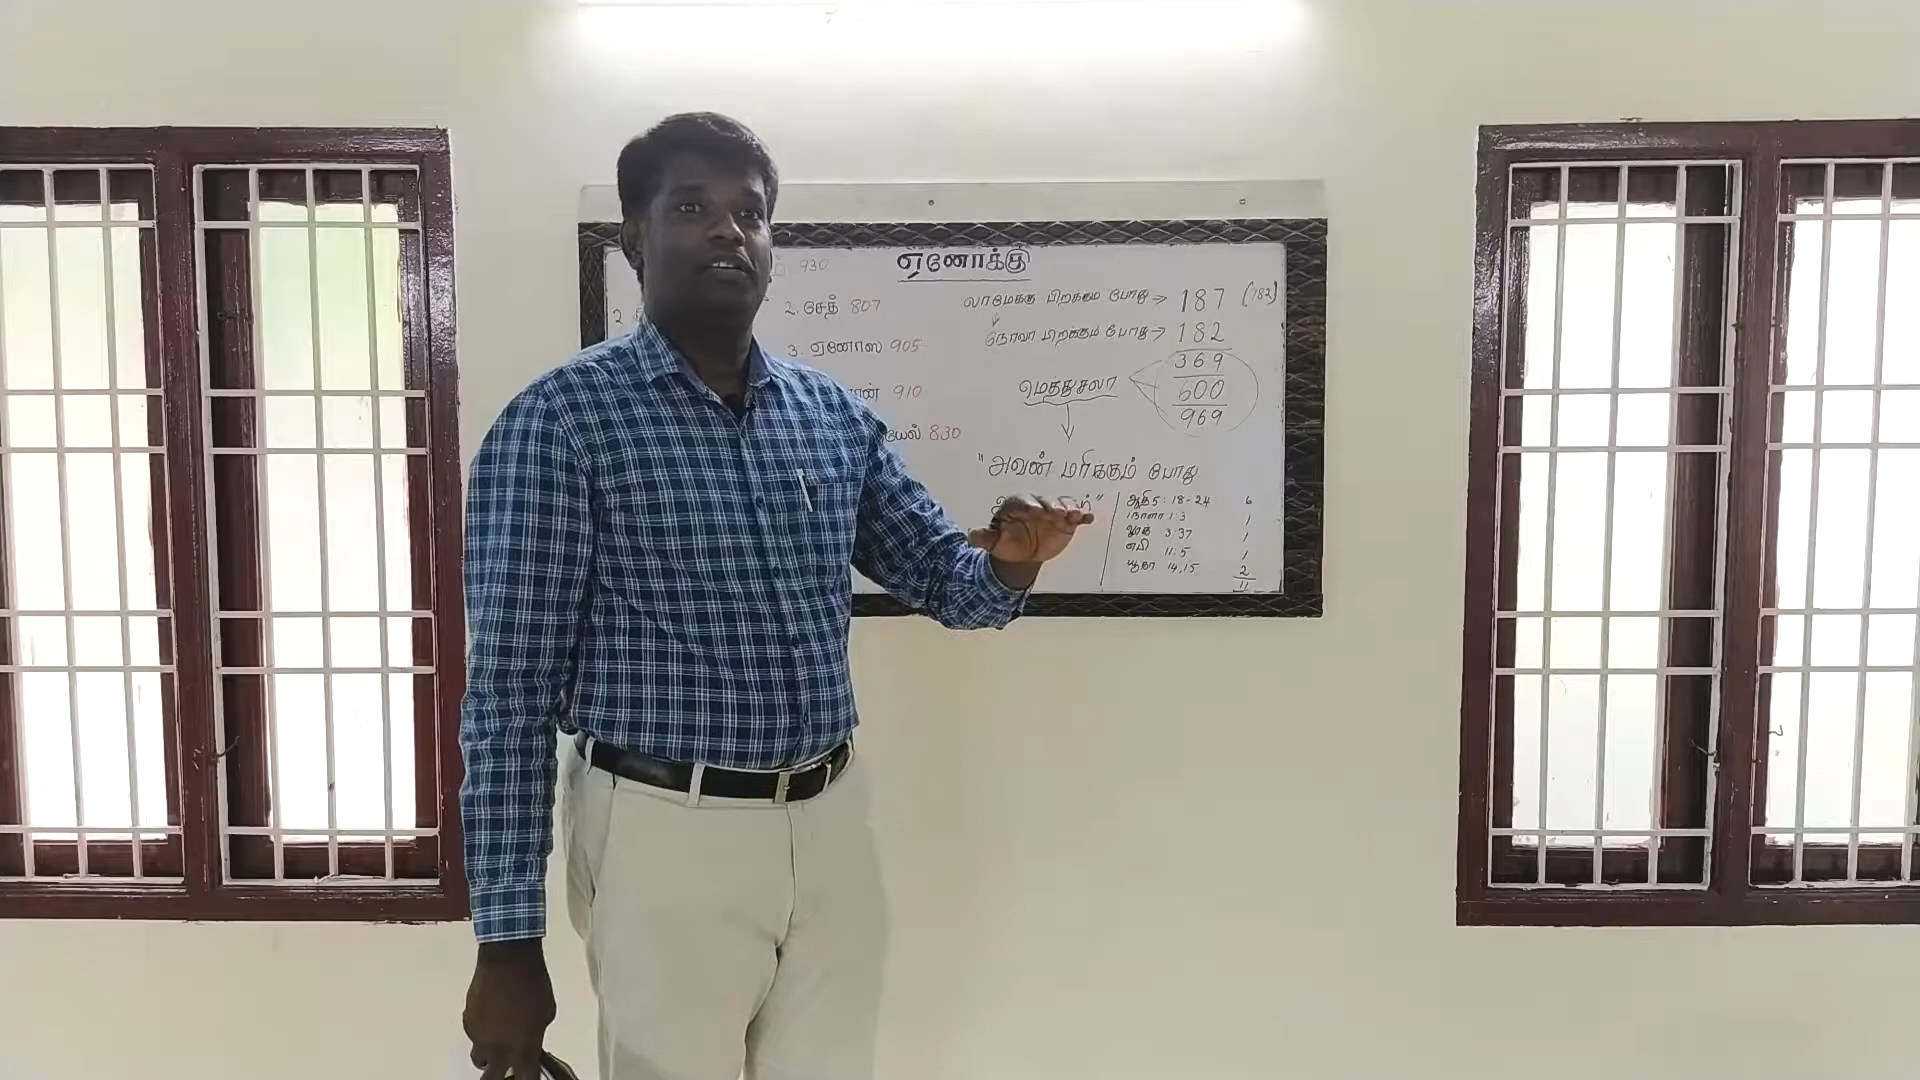 ஏனோக்கு
930
2. சேத் 807
3. ஏனோஸ் 905
910
830
லாமேக்கு பிறக்கும் போது → 187 (182)
நோவா பிறக்கும் போது → 182
369
மெத்துசலா
600
969
"அவன் மரிக்கும் போது
ஆதி 5 : 18-24 6
1:3 1
லூக் 3:37 1
எபி 11:5 1
யூதா 14,15 2
11